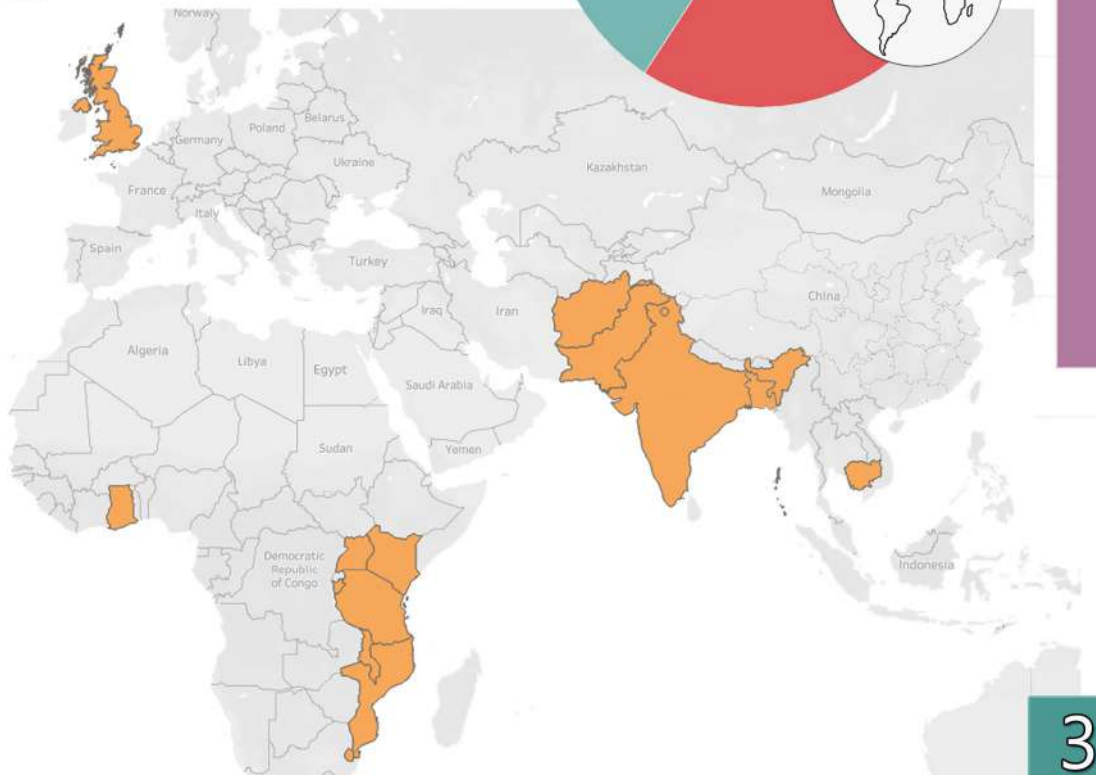 Norway
Belarus
Poland
Germany
Ukraine
Kazakhstan
France
Mongolia
Italy
Spain
Turkey
China
Iraq
Iran
Algeria
Libya
Egypt
Saudi Arabia
Sudan
Yemen
Democratic
Republic
of Congo
Indonesia
3